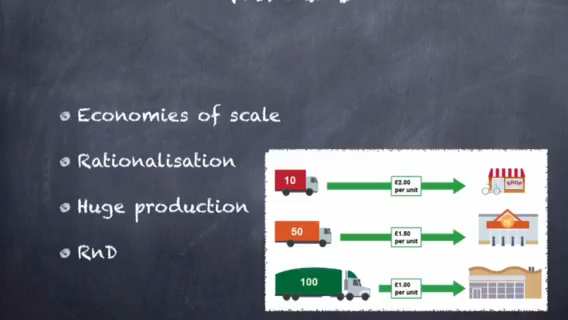 Economies of scale
Rationalisation
Huge production
RnD
10
£2.00
per unit
SHOP
50
£1.50
per unit
100
£1.00
per unit